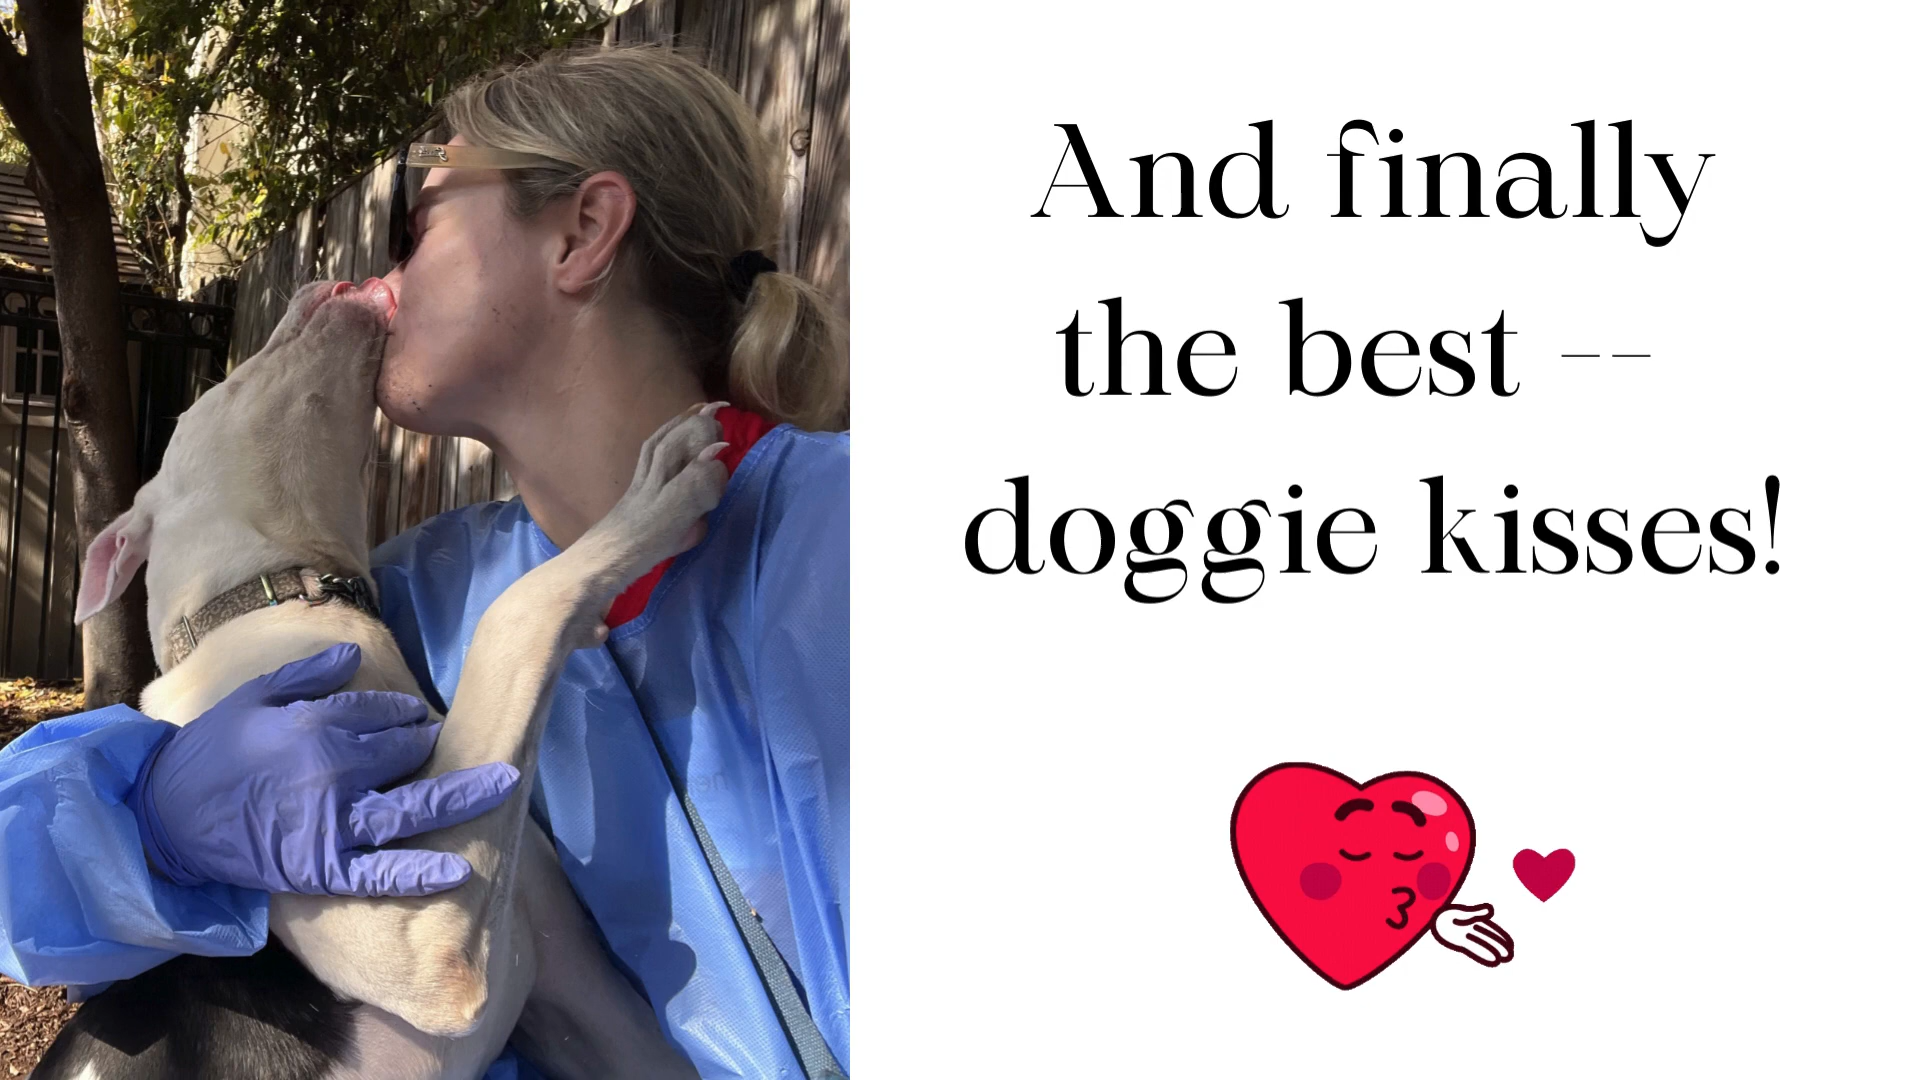 And finally
the best --
doggie kisses!